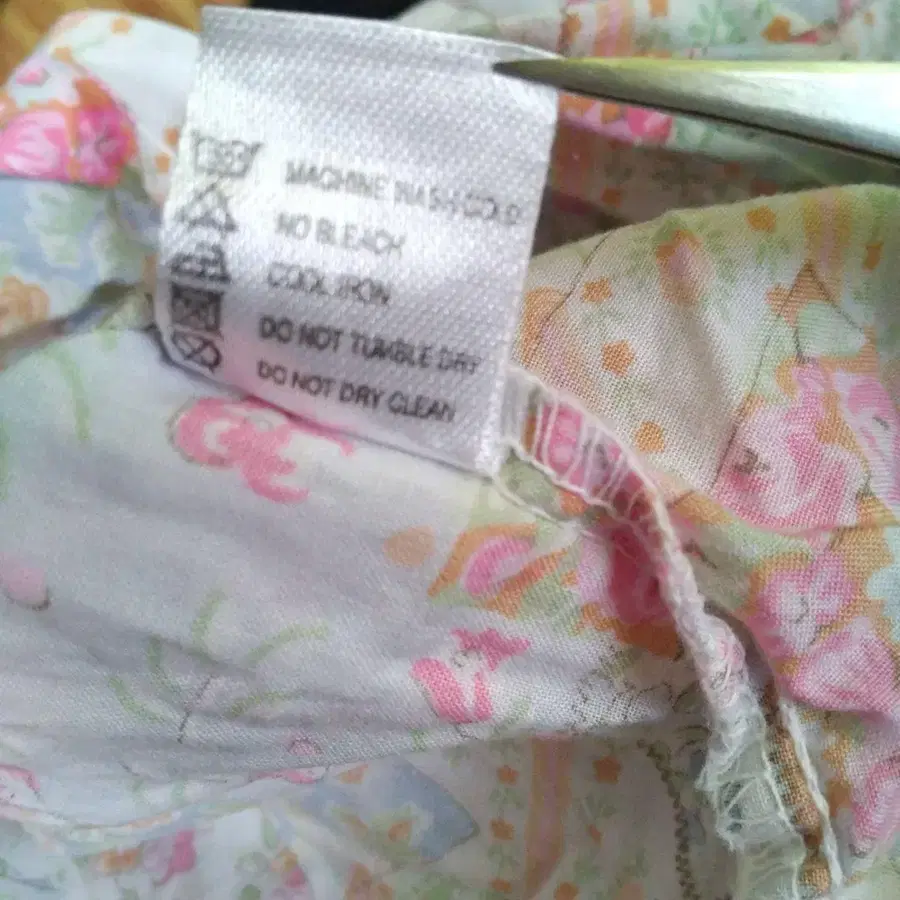 MACHINE WASH COLD
NO BLEACH
COOL IRON
DO NOT TUMBLE DRY
DO NOT DRY CLEAN